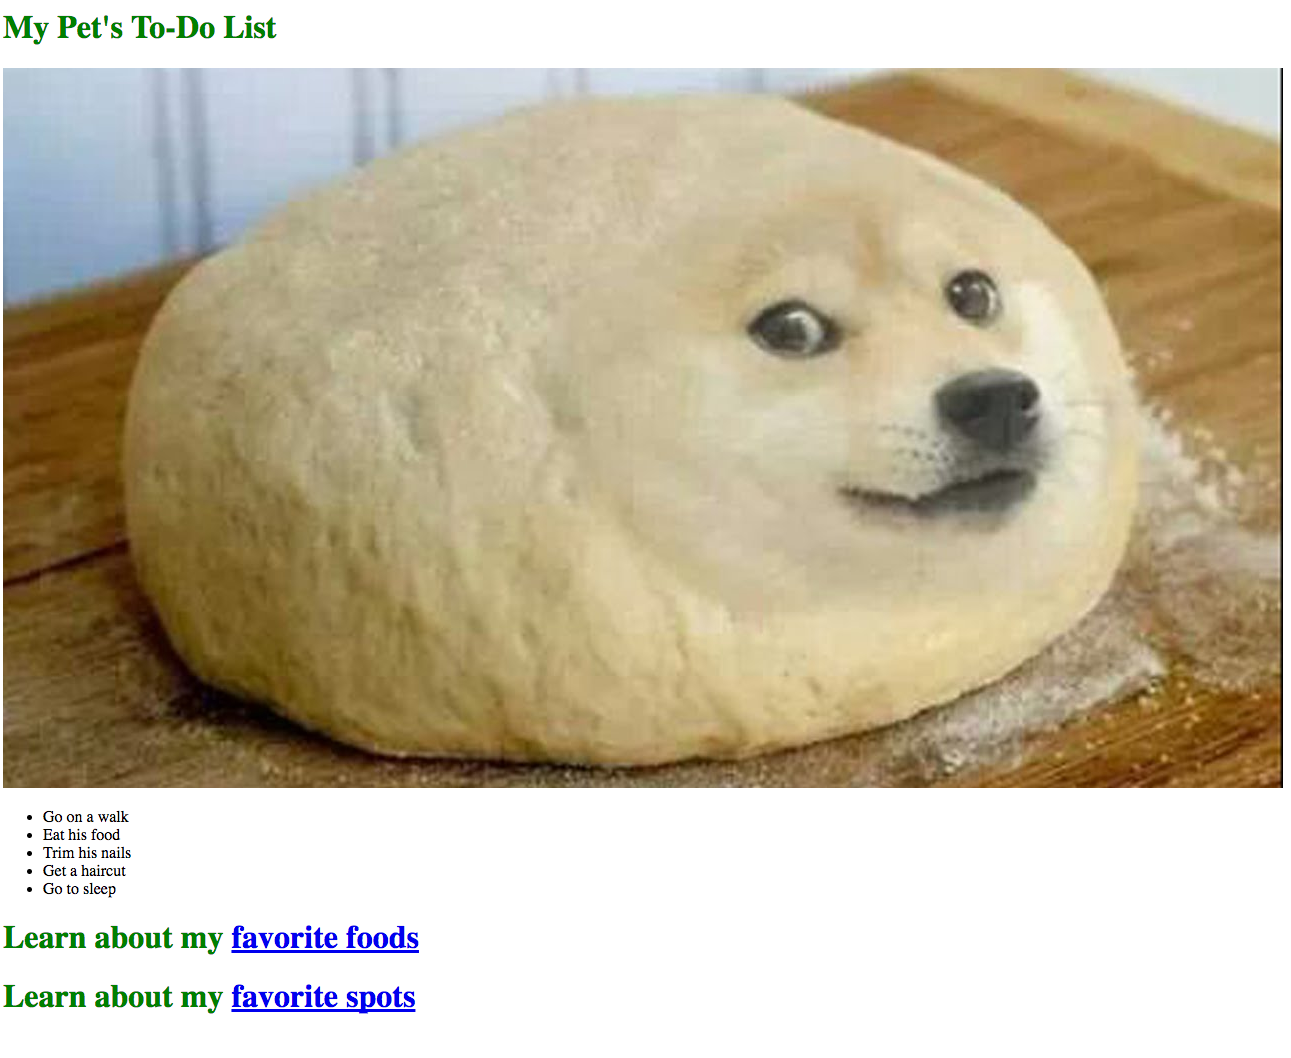 My Pet's To-Do List
Go on a walk
Eat his food
Trim his nails
Get a haircut
Go to sleep
Learn about my favorite foods
Learn about my favorite spots